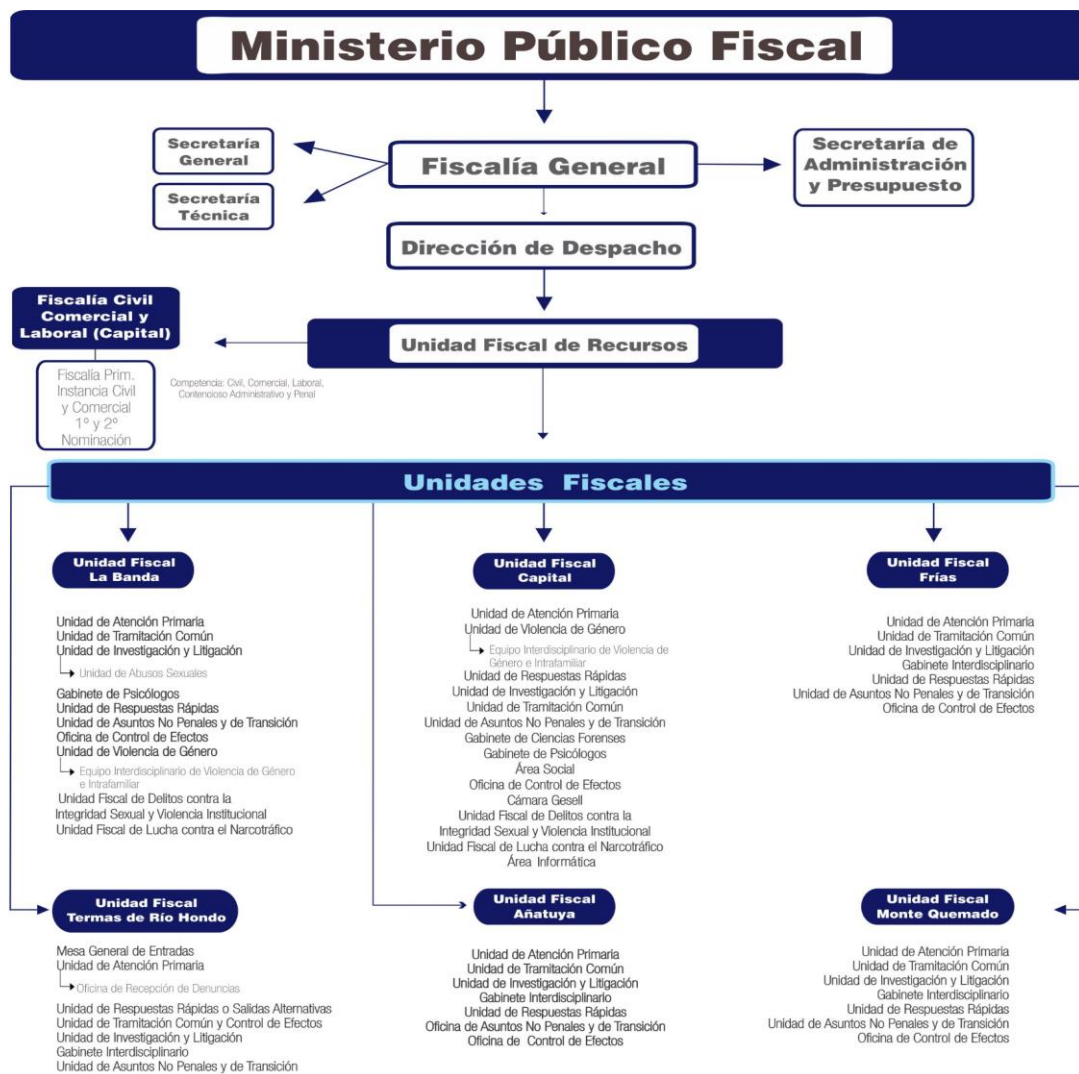 Ministerio Público Fiscal
Secretaría
General
Fiscalía General
Secretaría de
Administración
y Presupuesto
Secretaría
Técnica
Dirección de Despacho
Fiscalía Civil
Comercial y
Laboral (Capital)
Unidad Fiscal de Recursos
Fiscalía Prim.
Instancia Civil
y Comercial
1º y 2º
Nominación
Competencia: Civil, Comercial, Laboral,
Contencioso Administrativo y Penal
Unidades Fiscales
Unidad Fiscal
La Banda
Unidad de Atención Primaria
Unidad de Tramitación Común
Unidad de Investigación y Litigación
Unidad de Abusos Sexuales
Gabinete de Psicólogos
Unidad de Respuestas Rápidas
Unidad de Asuntos No Penales y de Transición
Oficina de Control de Efectos
Unidad de Violencia de Género
Equipo Interdisciplinario de Violencia de Género
e Intrafamiliar
Unidad Fiscal de Delitos contra la
Integridad Sexual y Violencia Institucional
Unidad Fiscal de Lucha contra el Narcotráfico
Unidad Fiscal
Capital
Unidad de Atención Primaria
Unidad de Violencia de Género
Equipo Interdisciplinario de Violencia de
Género e Intrafamiliar
Unidad de Respuestas Rápidas
Unidad de Investigación y Litigación
Unidad de Tramitación Común
Unidad de Asuntos No Penales y de Transición
Gabinete de Ciencias Forenses
Gabinete de Psicólogos
Área Social
Oficina de Control de Efectos
Cámara Gesell
Unidad Fiscal de Delitos contra la
Integridad Sexual y Violencia Institucional
Unidad Fiscal de Lucha contra el Narcotráfico
Área Informática
Unidad Fiscal
Frías
Unidad de Atención Primaria
Unidad de Tramitación Común
Unidad de Investigación y Litigación
Gabinete Interdisciplinario
Unidad de Respuestas Rápidas
Unidad de Asuntos No Penales y de Transición
Oficina de Control de Efectos
Unidad Fiscal
Termas de Río Hondo
Mesa General de Entradas
Unidad de Atención Primaria
Oficina de Recepción de Denuncias
Unidad de Respuestas Rápidas o Salidas Alternativas
Unidad de Tramitación Común y Control de Efectos
Unidad de Investigación y Litigación
Gabinete Interdisciplinario
Unidad de Asuntos No Penales y de Transición
Unidad Fiscal
Añatuya
Unidad de Atención Primaria
Unidad de Tramitación Común
Unidad de Investigación y Litigación
Gabinete Interdisciplinario
Unidad de Respuestas Rápidas
Oficina de Asuntos No Penales y de Transición
Oficina de Control de Efectos
Unidad Fiscal
Monte Quemado
Unidad de Atención Primaria
Unidad de Tramitación Común
Unidad de Investigación y Litigación
Gabinete Interdisciplinario
Unidad de Respuestas Rápidas
Unidad de Asuntos No Penales y de Transición
Oficina de Control de Efectos